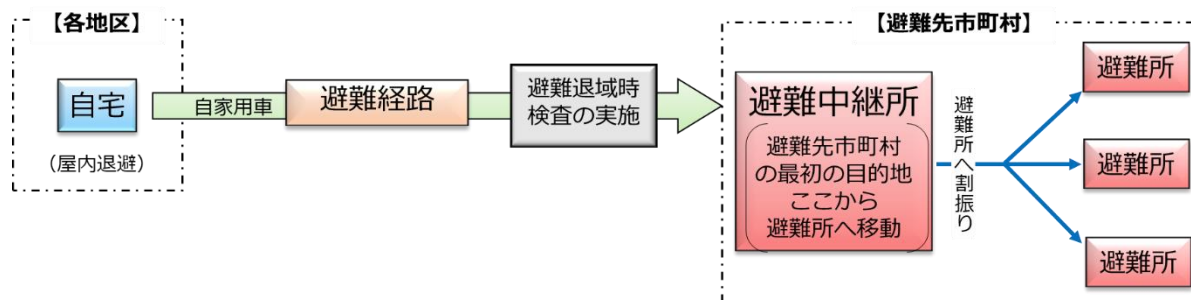 【各地区】
自宅
(屋内退避)
自家用車
避難経路
避難退域時
検査の実施
【避難先市町村】
避難中継所
避難先市町村
の最初の目的地
ここから
避難所へ移動
避難所へ割振り
避難所
避難所
避難所